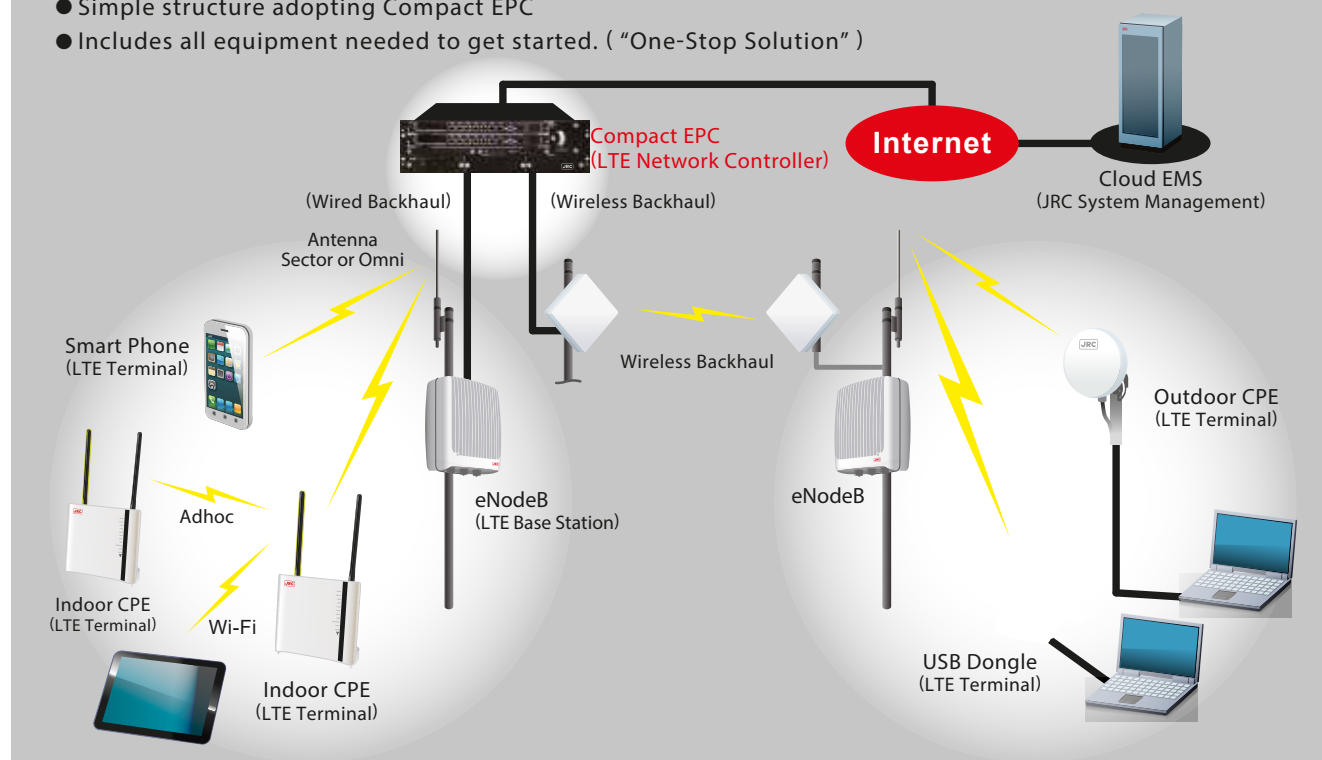 ● Simple structure adopting Compact EPC
● Includes all equipment needed to get started. ( “One-Stop Solution” )
Compact EPC
(LTE Network Controller)
Internet
Cloud EMS
(JRC System Management)
(Wired Backhaul)
(Wireless Backhaul)
Antenna
Sector or Omni
Smart Phone
(LTE Terminal)
Wireless Backhaul
JRC
Outdoor CPE
(LTE Terminal)
eNodeB
(LTE Base Station)
eNodeB
Adhoc
Indoor CPE
(LTE Terminal)
Wi-Fi
JRC
Indoor CPE
(LTE Terminal)
USB Dongle
(LTE Terminal)